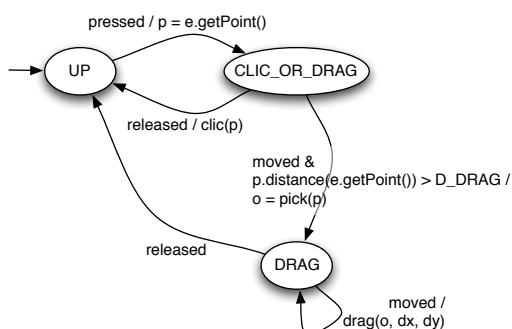 pressed / p = e.getPoint()
UP
CLIC_OR_DRAG
released / clic(p)
moved &
p.distance(e.getPoint()) > D_DRAG /
o = pick(p)
released
DRAG
moved /
drag(o, dx, dy)